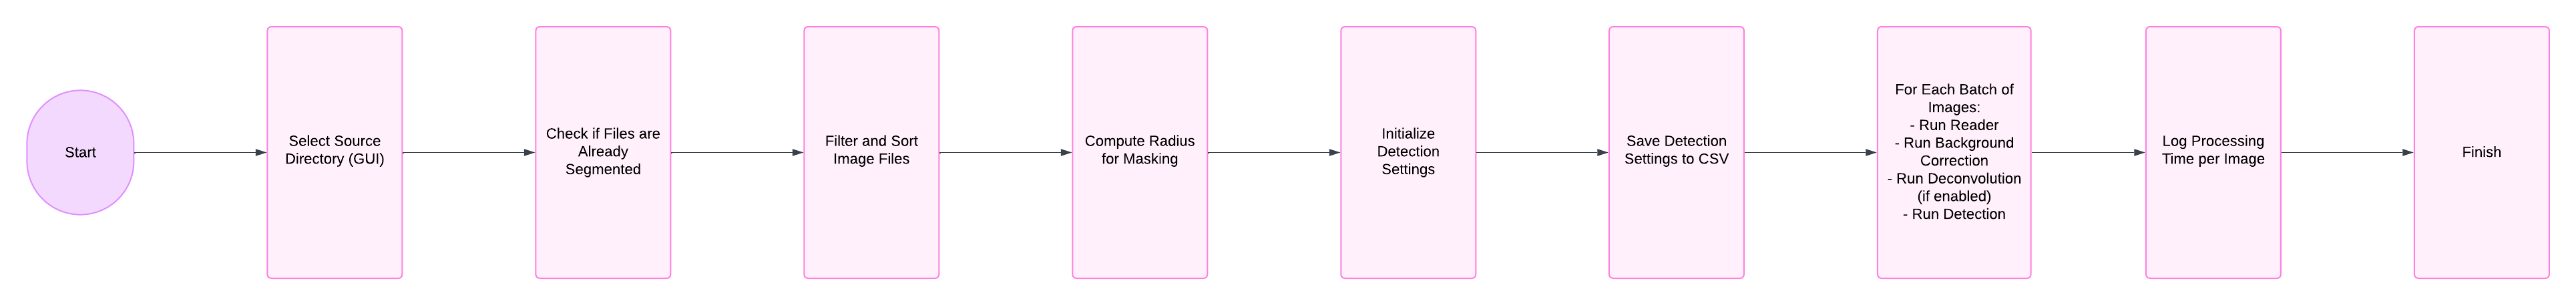 Start
Select Source
Directory (GUI)
Check if Files are
Already
Segmented
Filter and Sort
Image Files
Compute Radius
for Masking
Initialize
Detection
Settings
Save Detection
Settings to CSV
For Each Batch of
Images:
- Run Reader
- Run Background
Correction
- Run Deconvolution
(if enabled)
- Run Detection
Log Processing
Time per Image
Finish